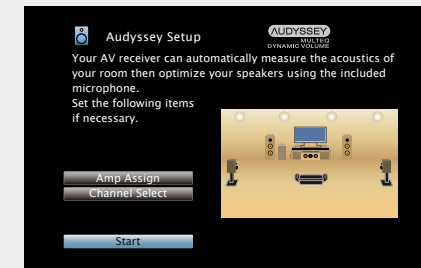 Audyssey Setup
AUDYSSEY
MULTEQ
DYNAMIC VOLUME
Your AV receiver can automatically measure the acoustics of
your room then optimize your speakers using the included
microphone.
Set the following items
if necessary.
Amp Assign
Channel Select
Start